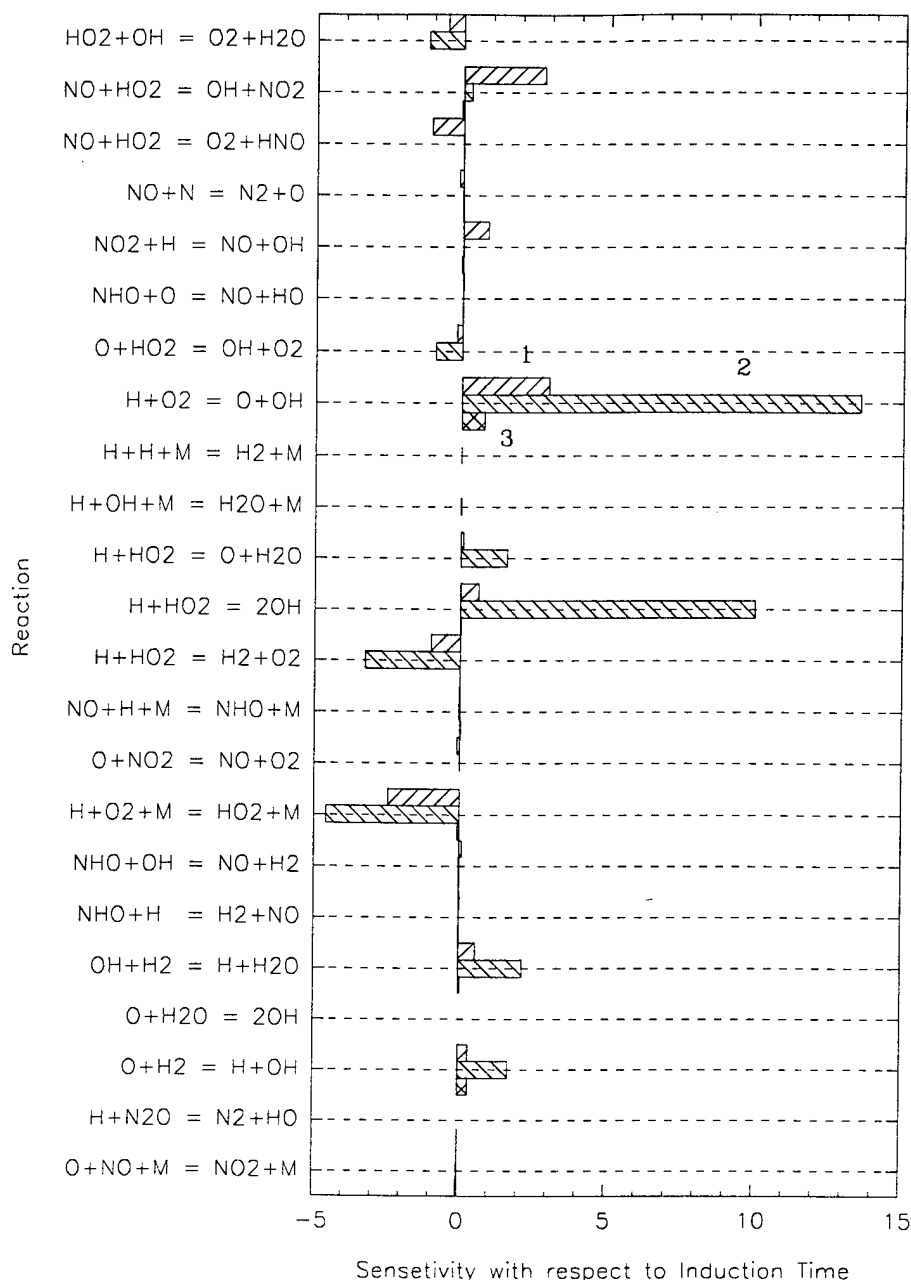 HO2+OH = O2+H2O
NO+HO2 = OH+NO2
NO+HO2 = O2+HNO
NO+N = N2+O
NO2+H = NO+OH
NHO+O = NO+HO
O+HO2 = OH+O2
1
2
H+O2 = O+OH
3
H+H+M = H2+M
H+OH+M = H2O+M
H+HO2 = O+H2O
H+HO2 = 2OH
H+HO2 = H2+O2
NO+H+M = NHO+M
O+NO2 = NO+O2
H+O2+M = HO2+M
NHO+OH = NO+H2
NHO+H = H2+NO
OH+H2 = H+H2O
O+H2O = 2OH
O+H2 = H+OH
H+N2O = N2+HO
O+NO+M = NO2+M
Reaction
−5 0 5 10 15
Sensetivity with respect to Induction Time